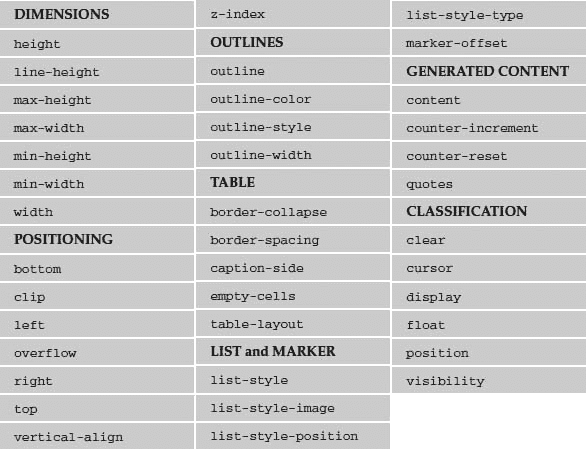 DIMENSIONS
height
line-height
max-height
max-width
min-height
min-width
width
POSITIONING
bottom
clip
left
overflow
right
top
vertical-align
z-index
OUTLINES
outline
outline-color
outline-style
outline-width
TABLE
border-collapse
border-spacing
caption-side
empty-cells
table-layout
LIST and MARKER
list-style
list-style-image
list-style-position
list-style-type
marker-offset
GENERATED CONTENT
content
counter-increment
counter-reset
quotes
CLASSIFICATION
clear
cursor
display
float
position
visibility